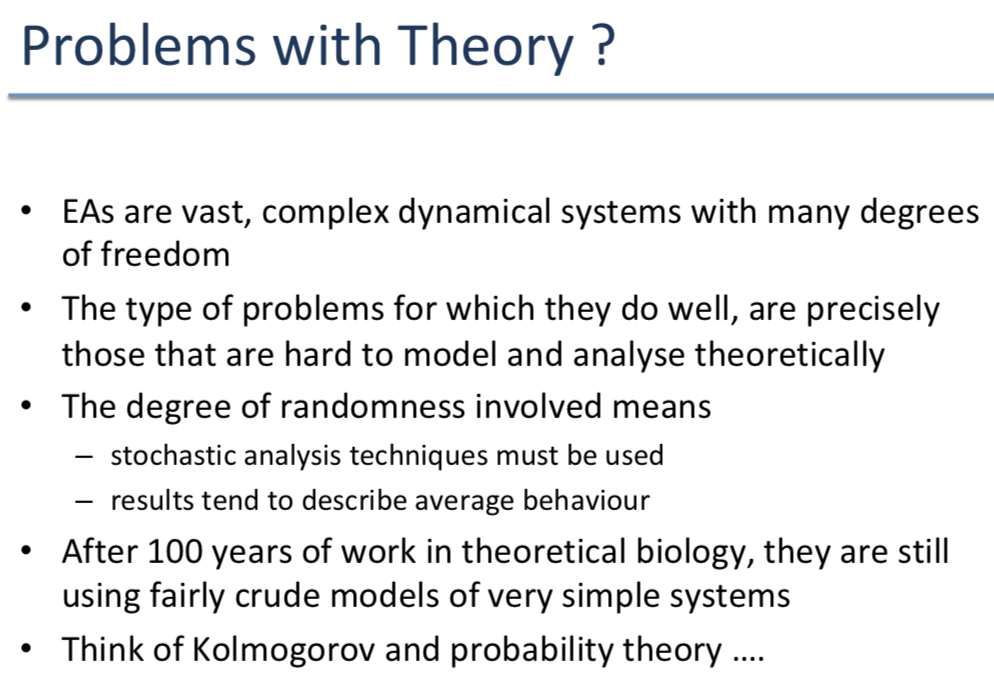 Problems with Theory ?
• EAs are vast, complex dynamical systems with many degrees
of freedom
• The type of problems for which they do well, are precisely
those that are hard to model and analyse theoretically
• The degree of randomness involved means
– stochastic analysis techniques must be used
– results tend to describe average behaviour
• After 100 years of work in theoretical biology, they are still
using fairly crude models of very simple systems
• Think of Kolmogorov and probability theory ….